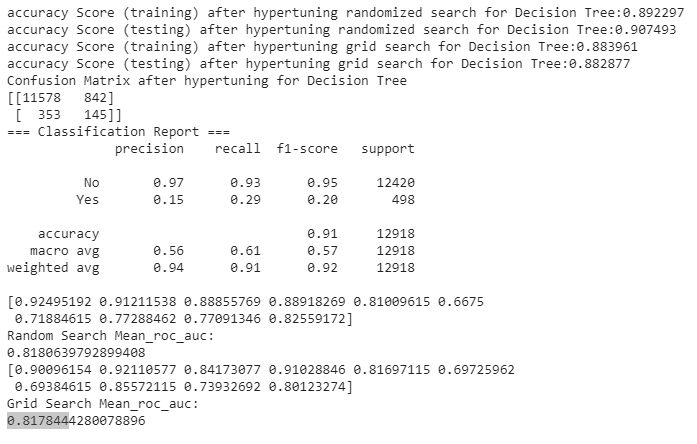 accuracy Score (training) after hypertuning randomized search for Decision Tree:0.892297
accuracy Score (testing) after hypertuning randomized search for Decision Tree:0.907493
accuracy Score (training) after hypertuning grid search for Decision Tree:0.883961
accuracy Score (testing) after hypertuning grid search for Decision Tree:0.882877
Confusion Matrix after hypertuning for Decision Tree
[[11578   842]
 [  353   145]]
=== Classification Report ===
              precision    recall  f1-score   support
          No       0.97      0.93      0.95     12420
         Yes       0.15      0.29      0.20       498
    accuracy                           0.91     12918
   macro avg       0.56      0.61      0.57     12918
weighted avg       0.94      0.91      0.92     12918
[0.92495192 0.91211538 0.88855769 0.88918269 0.81009615 0.6675
 0.71884615 0.77288462 0.77091346 0.82559172]
Random Search Mean_roc_auc:
0.8180639792899408
[0.90096154 0.92110577 0.84173077 0.91028846 0.81697115 0.69725962
 0.69384615 0.85572115 0.73932692 0.80123274]
Grid Search Mean_roc_auc:
0.8178444280078896